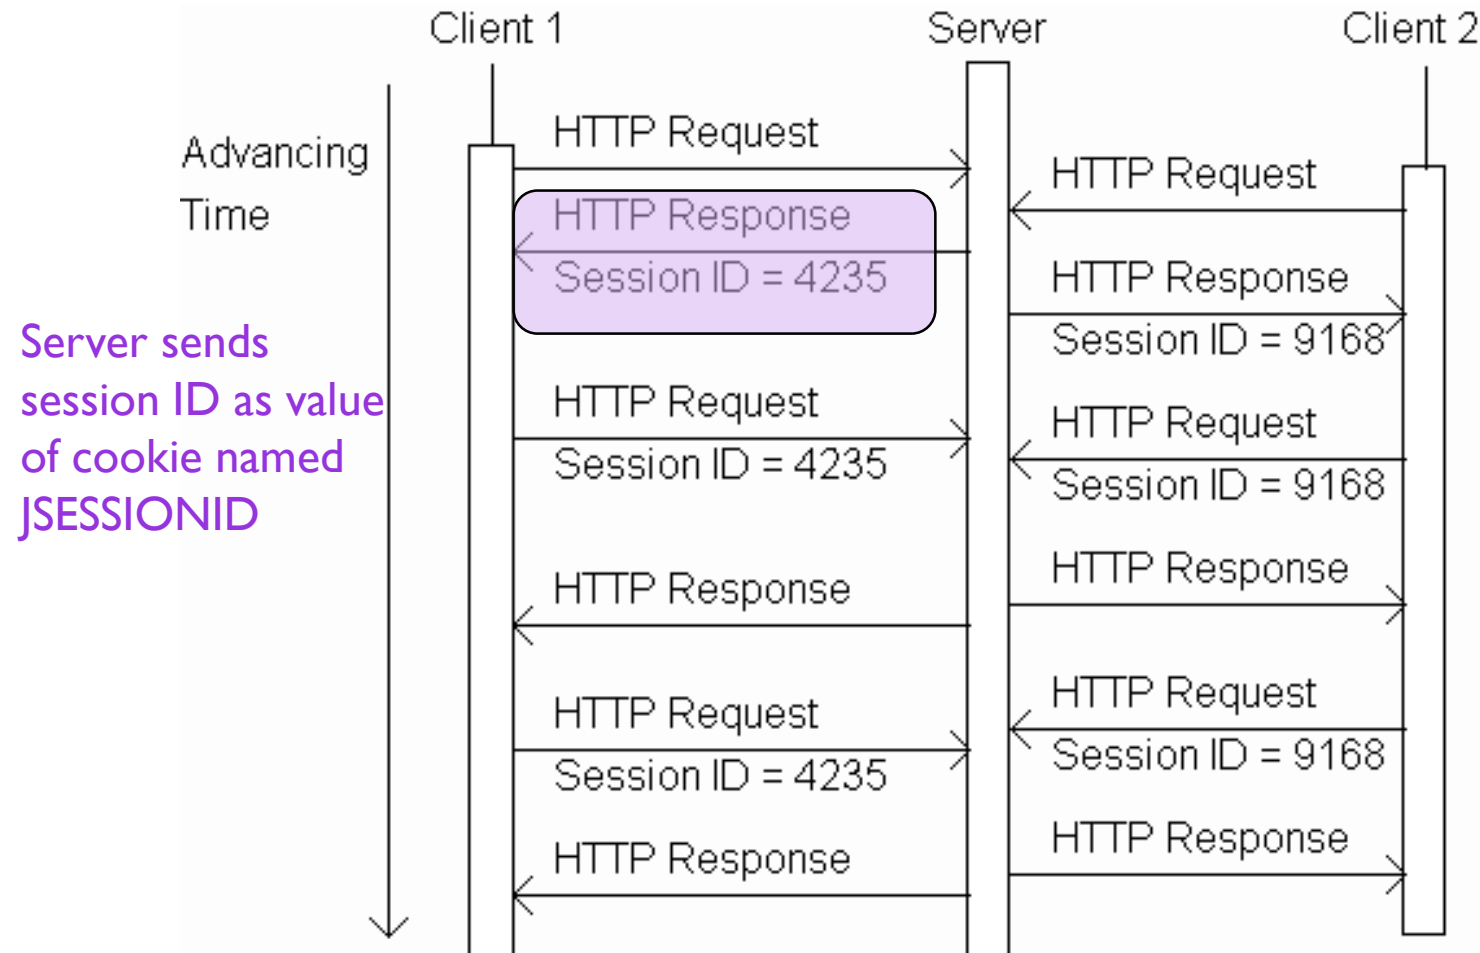 Client 1
Server
Client 2
Advancing
Time
HTTP Request
HTTP Request
HTTP Response
Session ID = 4235
HTTP Response
Session ID = 9168
Server sends
session ID as value
of cookie named
JSESSIONID
HTTP Request
Session ID = 4235
HTTP Request
Session ID = 9168
HTTP Response
HTTP Response
HTTP Request
Session ID = 4235
HTTP Request
Session ID = 9168
HTTP Response
HTTP Response